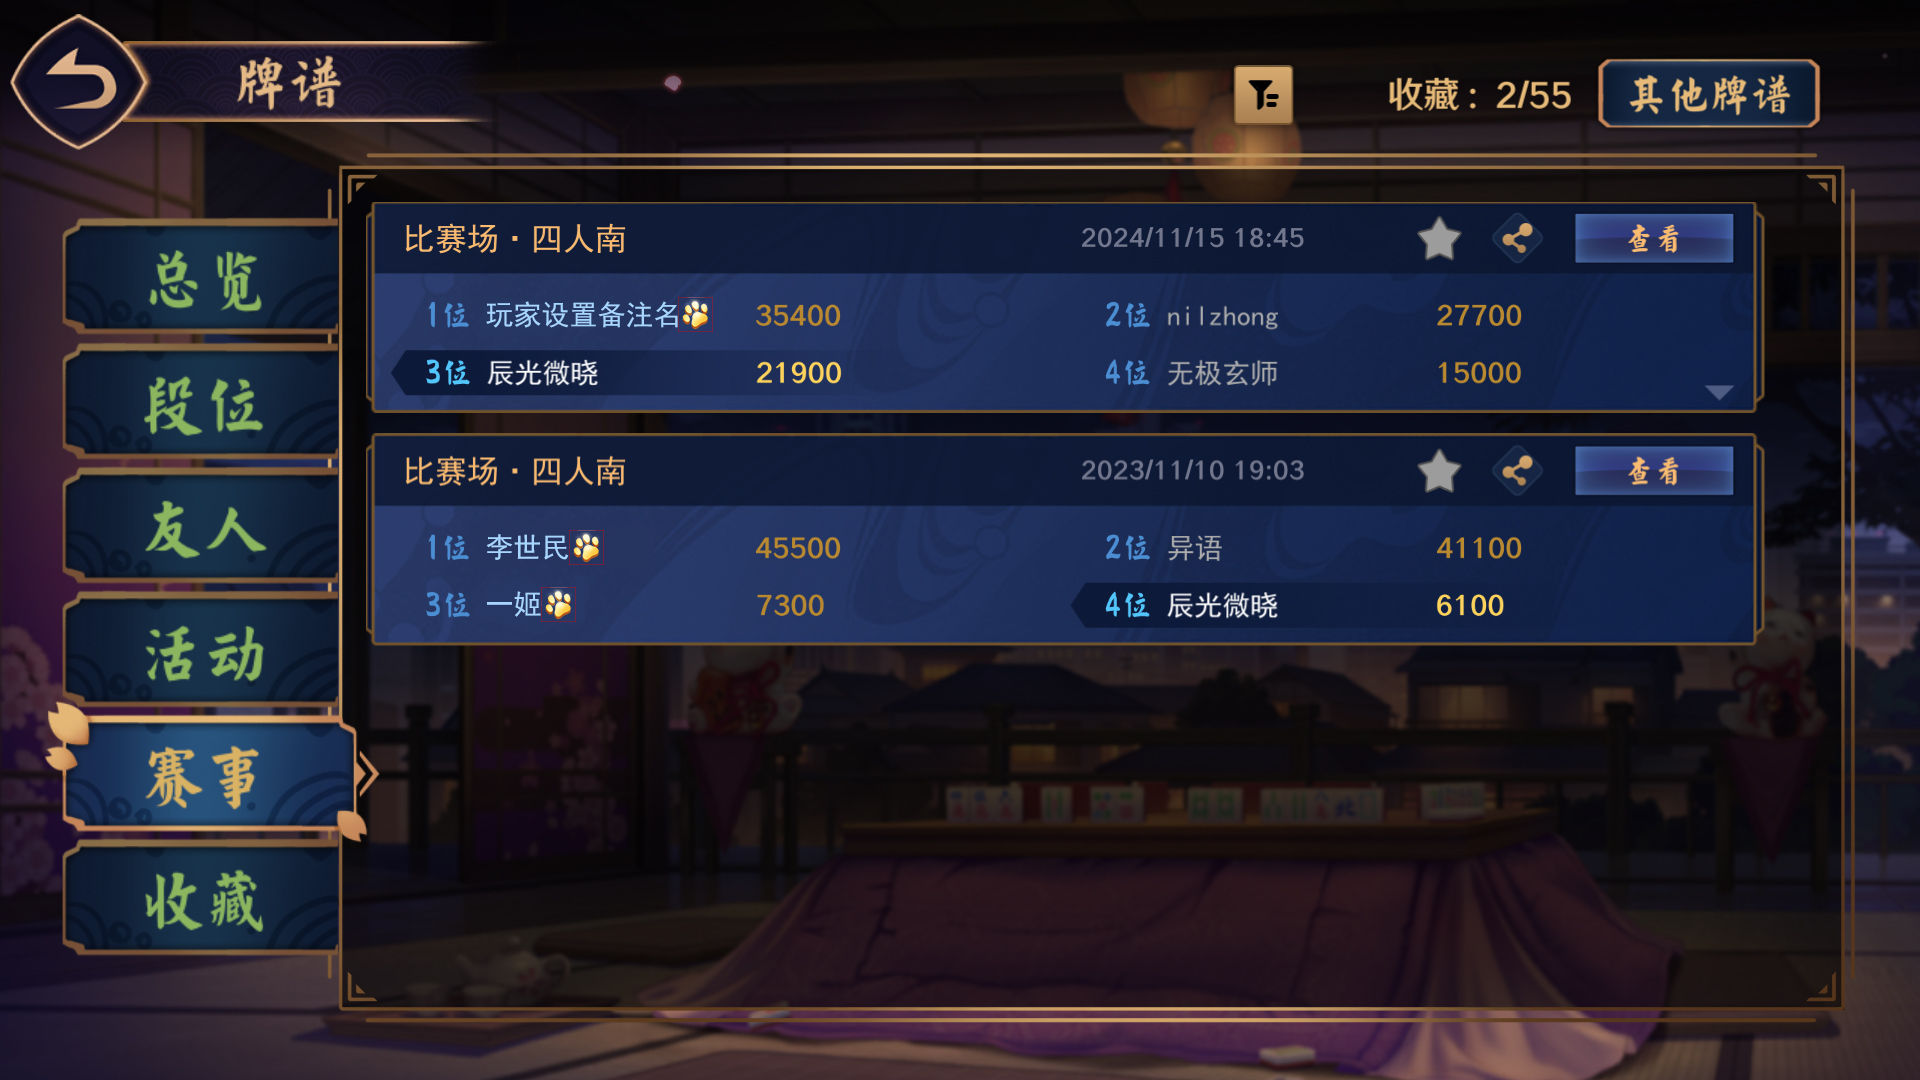 牌谱
收藏：2/55
其他牌谱
总览
段位
友人
活动
赛事
收藏
比赛场·四人南
2024/11/15 18:45
查看
1位 玩家设置备注名 35400
2位 nilzhong 27700
3位 辰光微晓 21900
4位 无极玄师 15000
比赛场·四人南
2023/11/10 19:03
查看
1位 李世民 45500
2位 异语 41100
3位 一姬 7300
4位 辰光微晓 6100